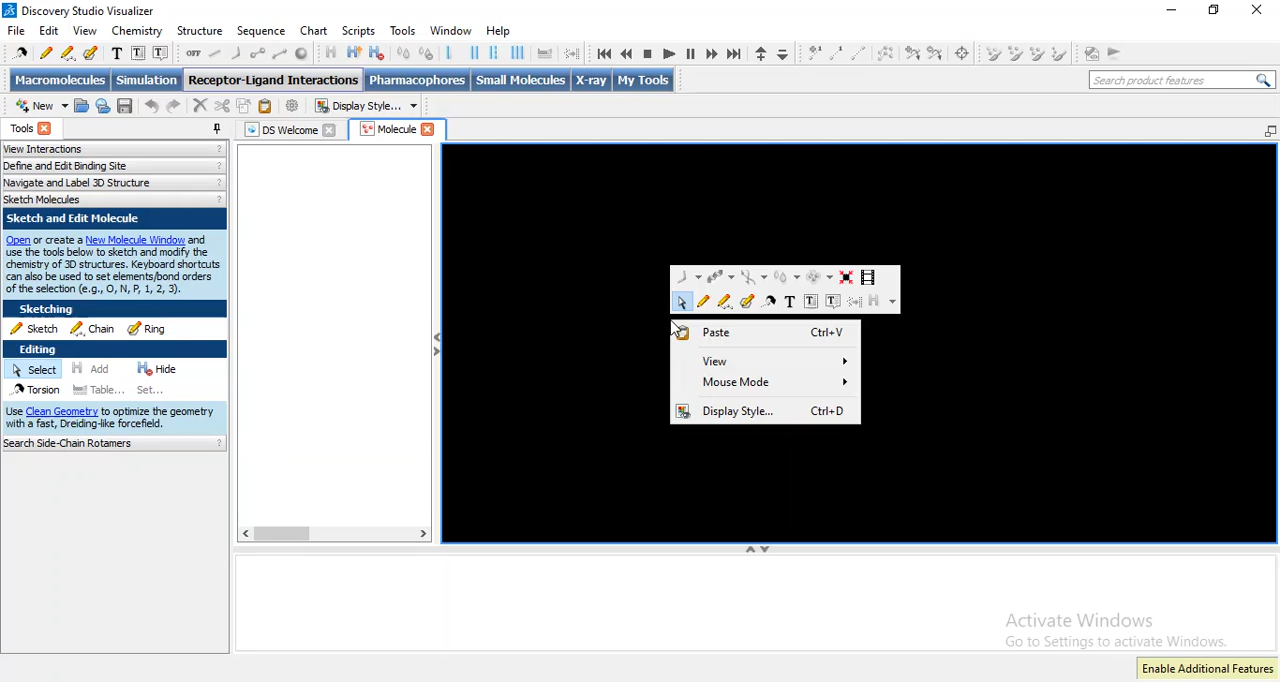 Discovery Studio Visualizer
File Edit View Chemistry Structure Sequence Chart Scripts Tools Window Help
OFF
Macromolecules Simulation Receptor-Ligand Interactions Pharmacophores Small Molecules X-ray My Tools
Search product features
New Display Style...
Tools
DS Welcome Molecule
View Interactions ?
Define and Edit Binding Site ?
Navigate and Label 3D Structure ?
Sketch Molecules ?
Sketch and Edit Molecule
Open or create a New Molecule Window and
use the tools below to sketch and modify the
chemistry of 3D structures. Keyboard shortcuts
can also be used to set elements/bond orders
of the selection (e.g., O, N, P, 1, 2, 3).
Sketching
Sketch Chain Ring
Editing
Select Add Hide
Torsion Table... Set...
Use Clean Geometry to optimize the geometry
with a fast, Dreiding-like forcefield.
Search Side-Chain Rotamers ?
Paste Ctrl+V
View
Mouse Mode
Display Style... Ctrl+D
Activate Windows
Go to Settings to activate Windows.
Enable Additional Features